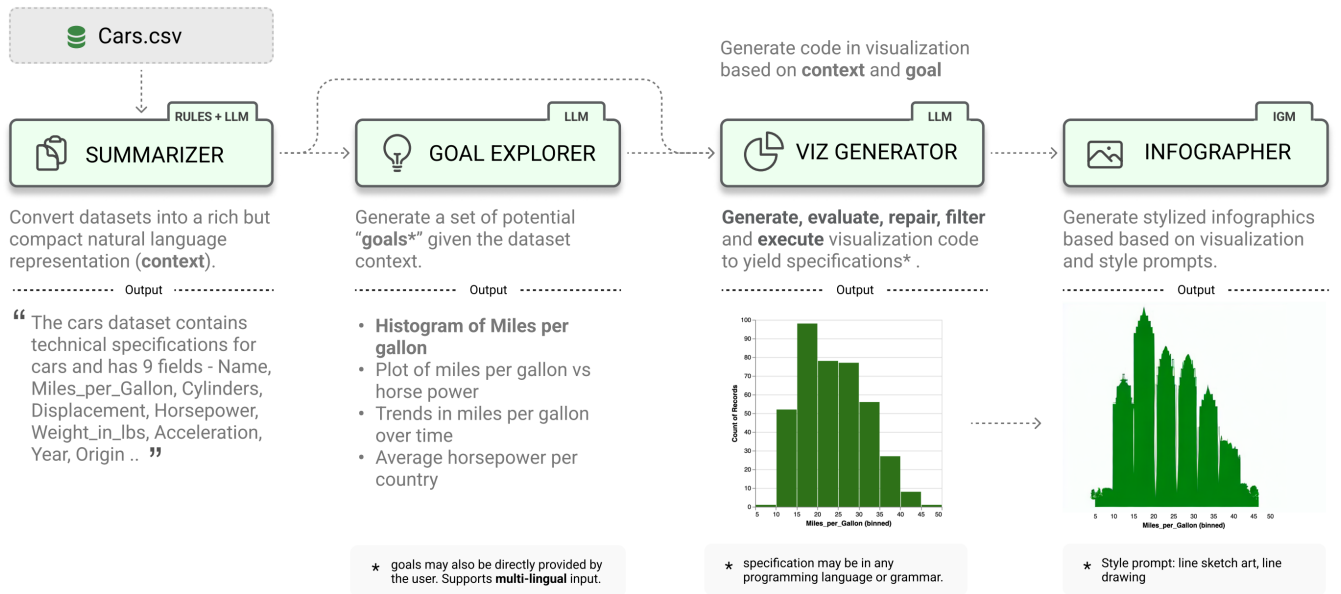 Cars.csv
Generate code in visualization
based on context and goal
RULES + LLM
SUMMARIZER
LLM
GOAL EXPLORER
LLM
VIZ GENERATOR
IGM
INFOGRAPHER
Convert datasets into a rich but
compact natural language
representation (context).
Output
“ The cars dataset contains
technical specifications for
cars and has 9 fields - Name,
Miles_per_Gallon, Cylinders,
Displacement, Horsepower,
Weight_in_lbs, Acceleration,
Year, Origin .. ”
Generate a set of potential
“goals*” given the dataset
context.
Output
• Histogram of Miles per
gallon
• Plot of miles per gallon vs
horse power
• Trends in miles per gallon
over time
• Average horsepower per
country
* goals may also be directly provided by
the user. Supports multi-lingual input.
Generate, evaluate, repair, filter
and execute visualization code
to yield specifications* .
Output
100
90
80
70
60
50
40
30
20
10
0
Count of Records
5 10 15 20 25 30 35 40 45 50
Miles_per_Gallon (binned)
* specification may be in any
programming language or grammar.
Generate stylized infographics
based based on visualization
and style prompts.
Output
5 10 15 20 25 30 35 40 45 50
Miles_per_Gallon (binned)
* Style prompt: line sketch art, line
drawing